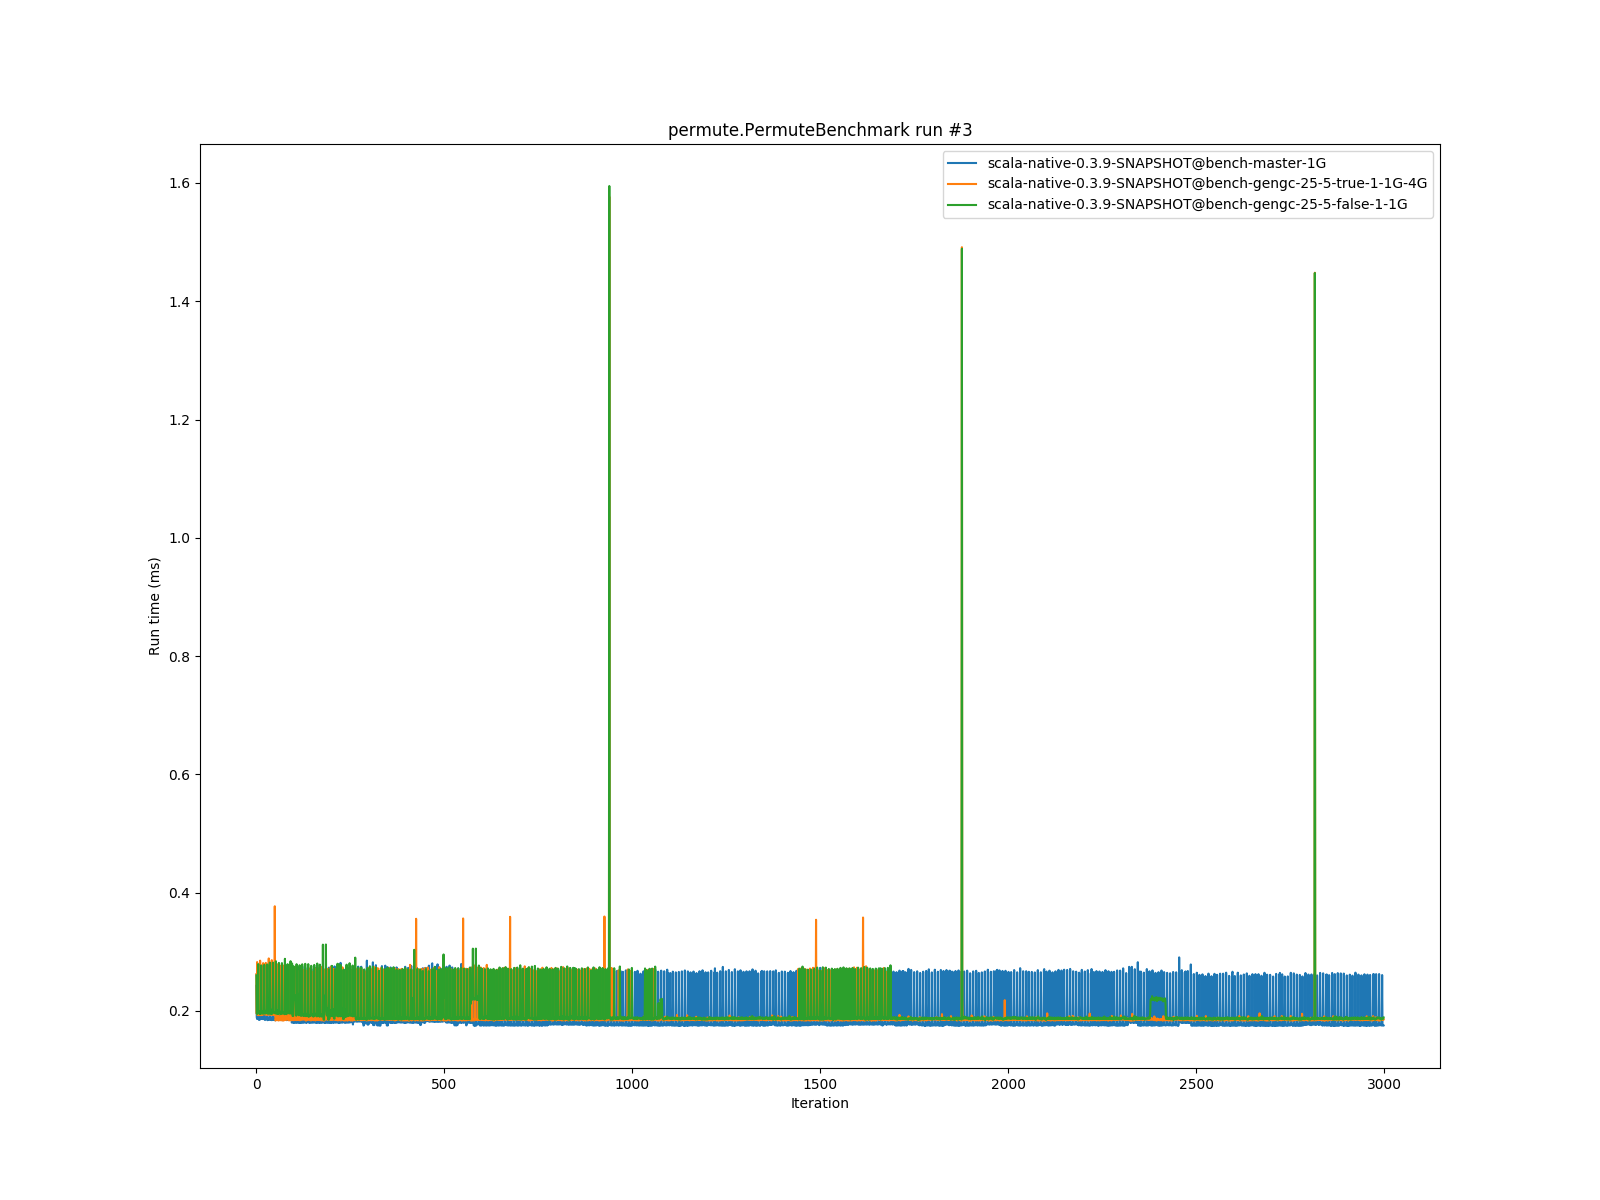 permute.PermuteBenchmark run #3
scala-native-0.3.9-SNAPSHOT@bench-master-1G
scala-native-0.3.9-SNAPSHOT@bench-gengc-25-5-true-1-1G-4G
scala-native-0.3.9-SNAPSHOT@bench-gengc-25-5-false-1-1G
1.6
1.4
1.2
1.0
0.8
0.6
0.4
0.2
Run time (ms)
0 500 1000 1500 2000 2500 3000
Iteration